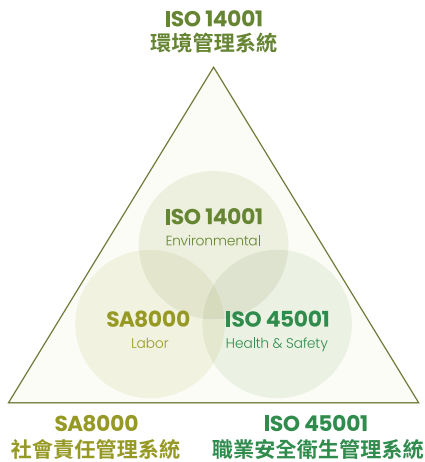 ISO 14001
環境管理系統
ISO 14001
Environmental
SA8000
Labor
ISO 45001
Health & Safety
SA8000
社會責任管理系統
ISO 45001
職業安全衛生管理系統